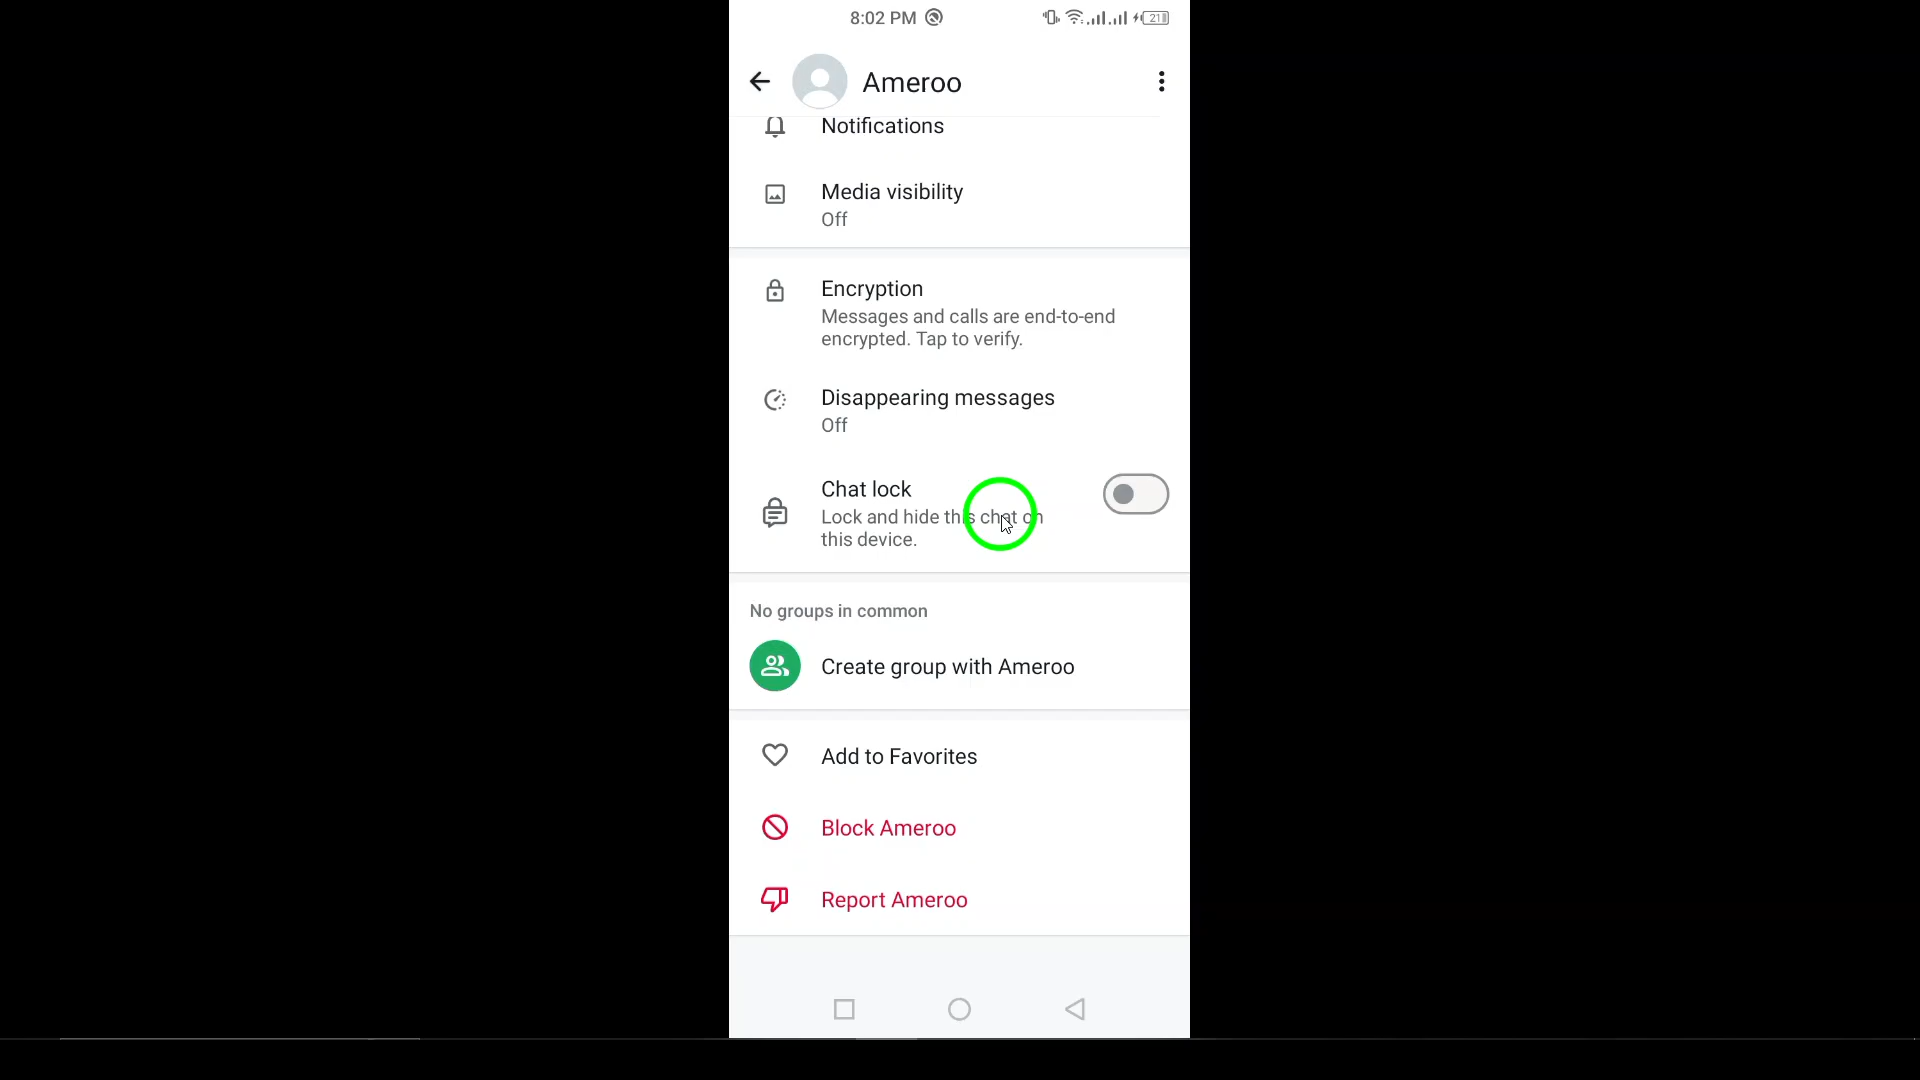 8:02 PM
21
Ameroo
Notifications
Media visibility
Off
Encryption
Messages and calls are end-to-end
encrypted. Tap to verify.
Disappearing messages
Off
Chat lock
Lock and hide this chat on
this device.
No groups in common
Create group with Ameroo
Add to Favorites
Block Ameroo
Report Ameroo